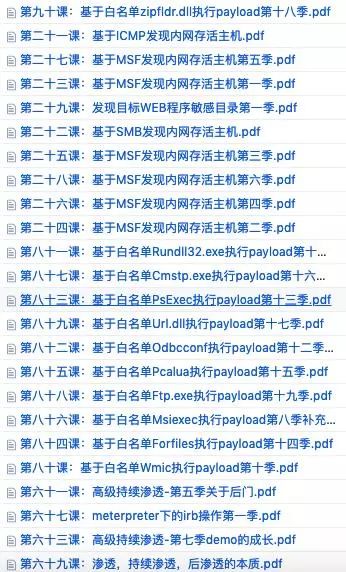 第九十课：基于白名单zipfldr.dll执行payload第十八季.pdf
第二十一课：基于ICMP发现内网存活主机.pdf
第二十七课：基于MSF发现内网存活主机第五季.pdf
第二十三课：基于MSF发现内网存活主机第一季.pdf
第二十九课：发现目标WEB程序敏感目录第一季.pdf
第二十二课：基于SMB发现内网存活主机.pdf
第二十五课：基于MSF发现内网存活主机第三季.pdf
第二十八课：基于MSF发现内网存活主机第六季.pdf
第二十六课：基于MSF发现内网存活主机第四季.pdf
第二十四课：基于MSF发现内网存活主机第二季.pdf
第八十一课：基于白名单Rundll32.exe执行payload第十...
第八十七课：基于白名单Cmstp.exe执行payload第十六...
第八十三课：基于白名单PsExec执行payload第十三季.pdf
第八十九课：基于白名单Url.dll执行payload第十七季.pdf
第八十二课：基于白名单Odbcconf执行payload第十二季...
第八十五课：基于白名单Pcalua执行payload第十五季.pdf
第八十八课：基于白名单Ftp.exe执行payload第十九季.pdf
第八十六课：基于白名单Msiexec执行payload第八季补充...
第八十四课：基于白名单Forfiles执行payload第十四季.pdf
第八十课：基于白名单Wmic执行payload第十季.pdf
第六十一课：高级持续渗透-第五季关于后门.pdf
第六十七课：meterpreter下的irb操作第一季.pdf
第六十三课：高级持续渗透-第七季demo的成长.pdf
第六十九课：渗透，持续渗透，后渗透的本质.pdf